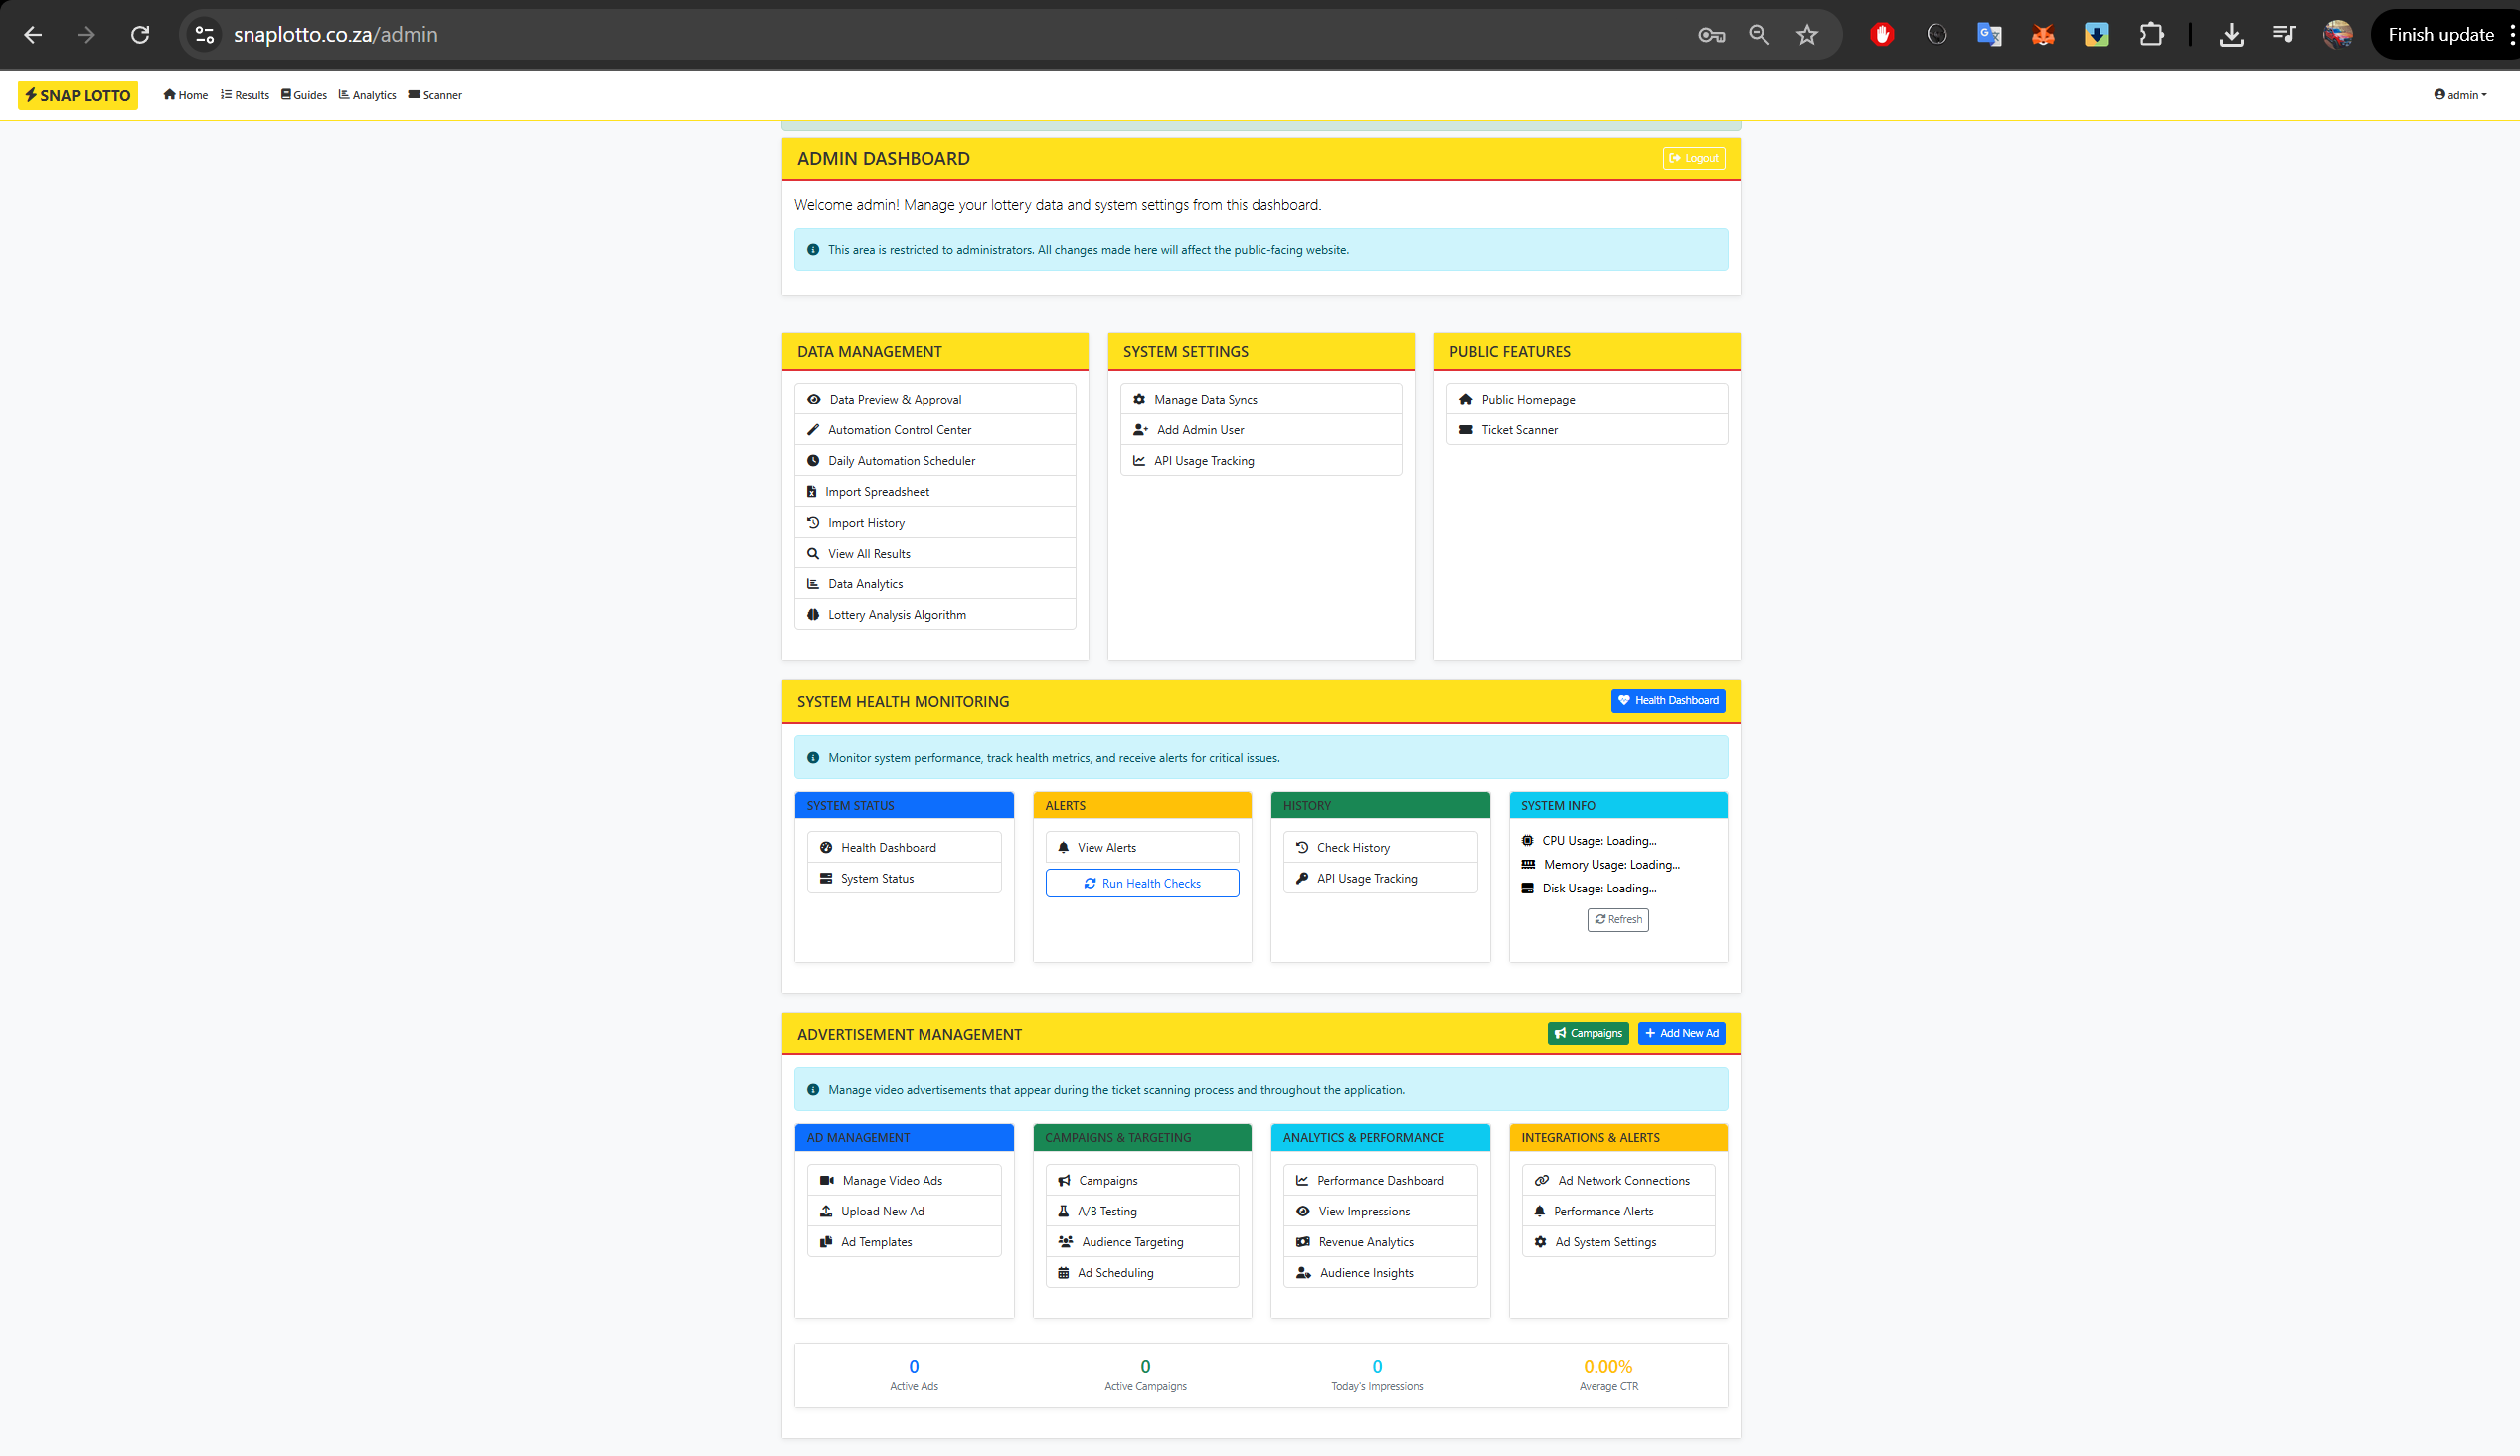 snaplotto.co.za/admin
Finish update
SNAP LOTTO
Home
Results
Guides
Analytics
Scanner
admin
ADMIN DASHBOARD
Logout
Welcome admin! Manage your lottery data and system settings from this dashboard.
This area is restricted to administrators. All changes made here will affect the public-facing website.
DATA MANAGEMENT
Data Preview & Approval
Automation Control Center
Daily Automation Scheduler
Import Spreadsheet
Import History
View All Results
Data Analytics
Lottery Analysis Algorithm
SYSTEM SETTINGS
Manage Data Syncs
Add Admin User
API Usage Tracking
PUBLIC FEATURES
Public Homepage
Ticket Scanner
SYSTEM HEALTH MONITORING
Health Dashboard
Monitor system performance, track health metrics, and receive alerts for critical issues.
SYSTEM STATUS
Health Dashboard
System Status
ALERTS
View Alerts
Run Health Checks
HISTORY
Check History
API Usage Tracking
SYSTEM INFO
CPU Usage: Loading...
Memory Usage: Loading...
Disk Usage: Loading...
Refresh
ADVERTISEMENT MANAGEMENT
Campaigns
Add New Ad
Manage video advertisements that appear during the ticket scanning process and throughout the application.
AD MANAGEMENT
Manage Video Ads
Upload New Ad
Ad Templates
CAMPAIGNS & TARGETING
Campaigns
A/B Testing
Audience Targeting
Ad Scheduling
ANALYTICS & PERFORMANCE
Performance Dashboard
View Impressions
Revenue Analytics
Audience Insights
INTEGRATIONS & ALERTS
Ad Network Connections
Performance Alerts
Ad System Settings
0
Active Ads
0
Active Campaigns
0
Today's Impressions
0.00%
Average CTR